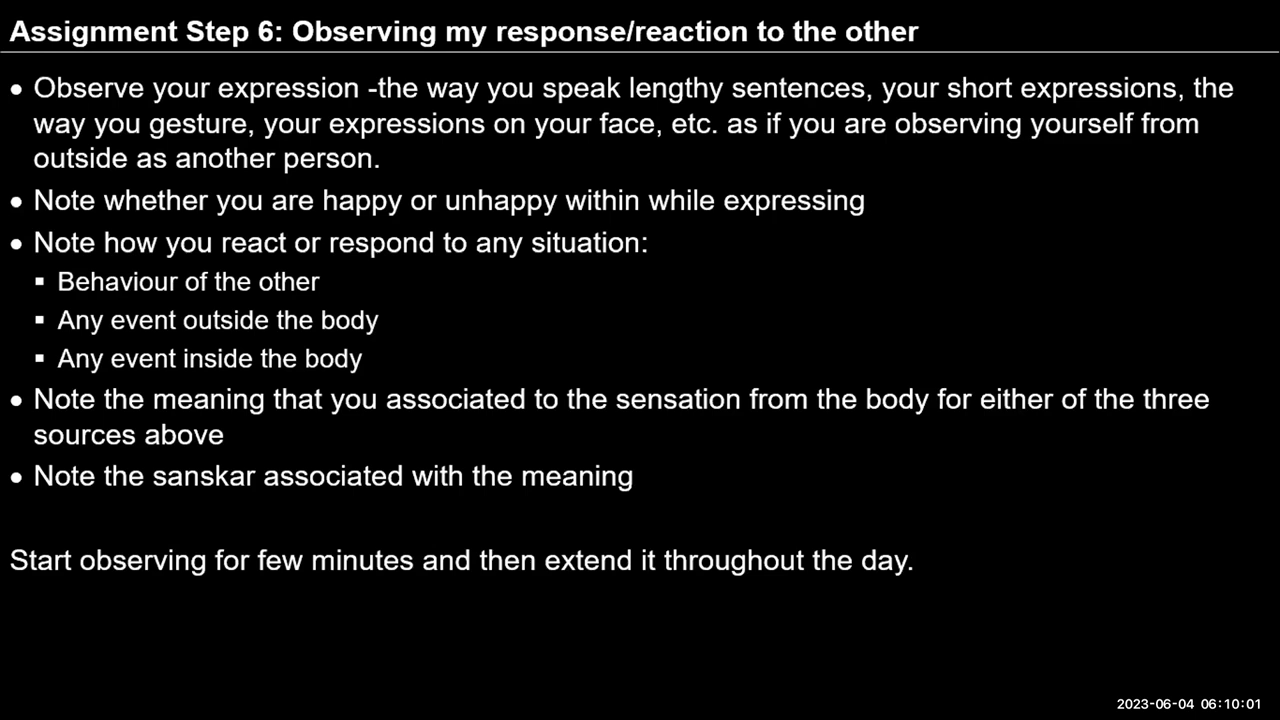 Assignment Step 6: Observing my response/reaction to the other
• Observe your expression -the way you speak lengthy sentences, your short expressions, the
way you gesture, your expressions on your face, etc. as if you are observing yourself from
outside as another person.
• Note whether you are happy or unhappy within while expressing
• Note how you react or respond to any situation:
▪ Behaviour of the other
▪ Any event outside the body
▪ Any event inside the body
• Note the meaning that you associated to the sensation from the body for either of the three
sources above
• Note the sanskar associated with the meaning
Start observing for few minutes and then extend it throughout the day.
2023-06-04 06:10:01